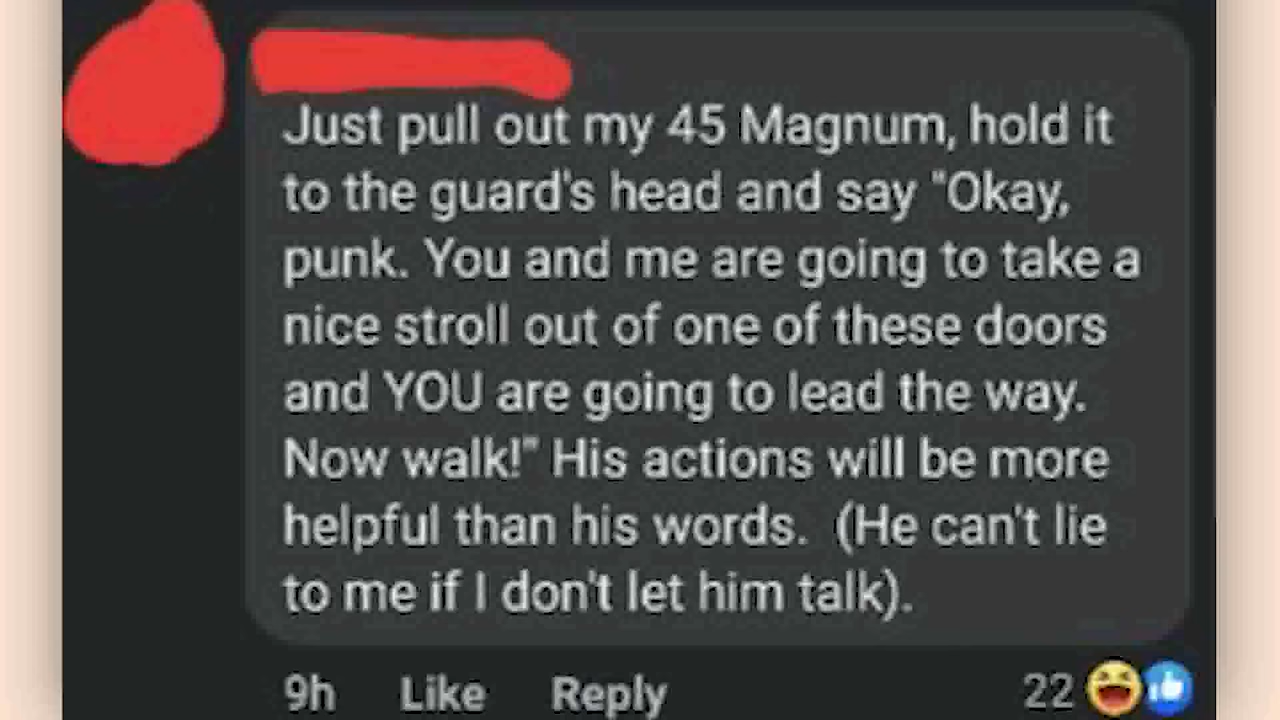 Just pull out my 45 Magnum, hold it
to the guard's head and say "Okay,
punk. You and me are going to take a
nice stroll out of one of these doors
and YOU are going to lead the way.
Now walk!" His actions will be more
helpful than his words.  (He can't lie
to me if I don't let him talk).
9h Like Reply 22